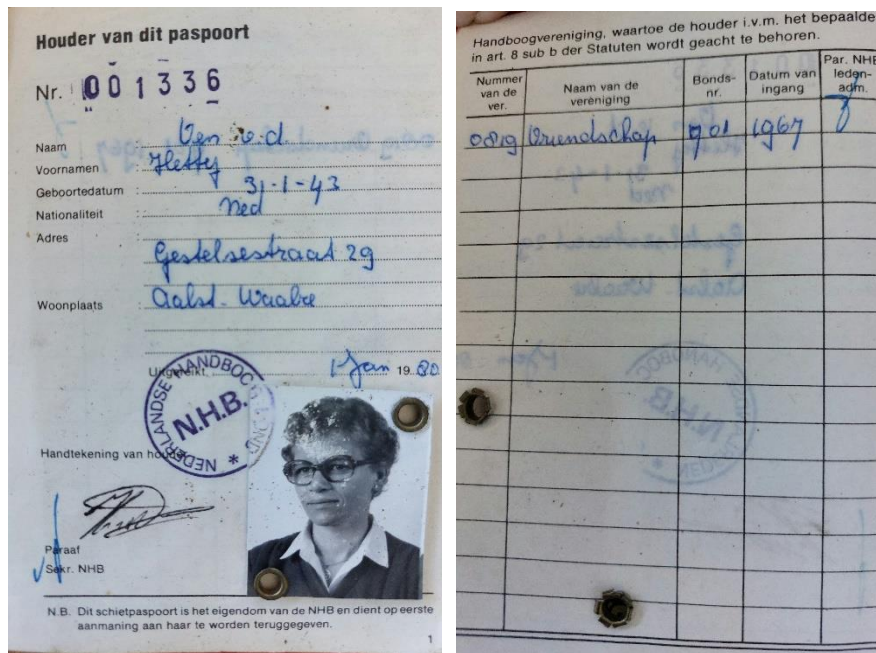 Houder van dit paspoort
Nr. 001336
Naam : Ven v.d
Voornamen : Hetty
Geboortedatum : 31-1-43
Nationaliteit : Ned
Adres : Gestelsestraat 29
Woonplaats : Aalst-Waalre
Uitgereikt 1 Jan 1980
NEDERLANDSE HANDBOOG BOND
N.H.B.
Handtekening van houder
Paraaf
Sekr. NHB
N.B. Dit schietpaspoort is het eigendom van de NHB en dient op eerste
aanmaning aan haar te worden teruggegeven.
1
Handboogvereniging, waartoe de houder i.v.m. het bepaalde
in art. 8 sub b der Statuten wordt geacht te behoren.
Nummer van de ver. Naam van de vereniging Bonds-nr. Datum van ingang Par. NHB leden-adm.
0819 Vriendschap 901 1967